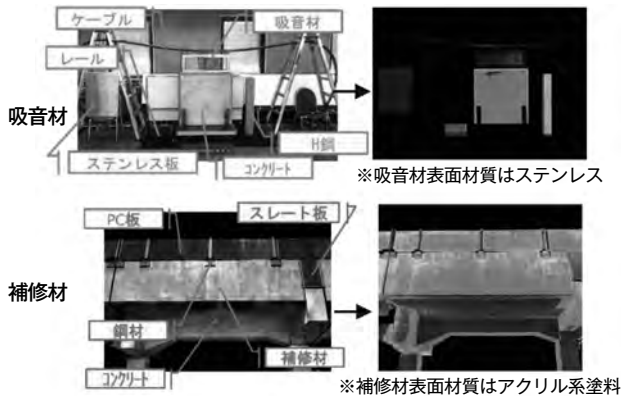 ケーブル
吸音材
レール
吸音材
H鋼
ステンレス板
コンクリート
※吸音材表面材質はステンレス
PC板
スレート板
補修材
鋼材
補修材
コンクリート
※補修材表面材質はアクリル系塗料